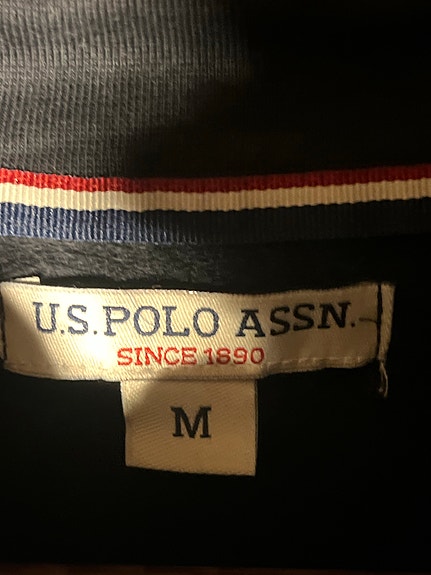 U.S. POLO ASSN.
SINCE 1890
M